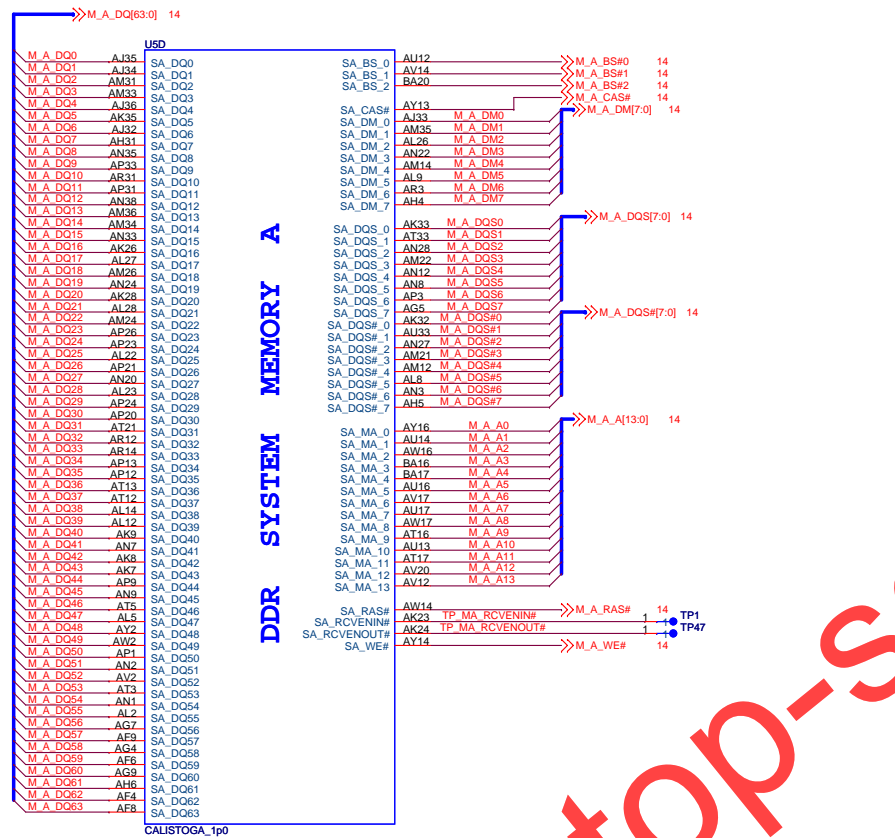 M_A_DQ[63:0] 14
U5D
M_A_DQ0 AJ35 SA_DQ0
M_A_DQ1 AJ34 SA_DQ1
M_A_DQ2 AM31 SA_DQ2
M_A_DQ3 AM33 SA_DQ3
M_A_DQ4 AJ36 SA_DQ4
M_A_DQ5 AK35 SA_DQ5
M_A_DQ6 AJ32 SA_DQ6
M_A_DQ7 AH31 SA_DQ7
M_A_DQ8 AN35 SA_DQ8
M_A_DQ9 AP33 SA_DQ9
M_A_DQ10 AR31 SA_DQ10
M_A_DQ11 AP31 SA_DQ11
M_A_DQ12 AN38 SA_DQ12
M_A_DQ13 AM36 SA_DQ13
M_A_DQ14 AM34 SA_DQ14
M_A_DQ15 AN33 SA_DQ15
M_A_DQ16 AK26 SA_DQ16
M_A_DQ17 AL27 SA_DQ17
M_A_DQ18 AM26 SA_DQ18
M_A_DQ19 AN24 SA_DQ19
M_A_DQ20 AK28 SA_DQ20
M_A_DQ21 AL28 SA_DQ21
M_A_DQ22 AM24 SA_DQ22
M_A_DQ23 AP26 SA_DQ23
M_A_DQ24 AP23 SA_DQ24
M_A_DQ25 AL22 SA_DQ25
M_A_DQ26 AP21 SA_DQ26
M_A_DQ27 AN20 SA_DQ27
M_A_DQ28 AL23 SA_DQ28
M_A_DQ29 AP24 SA_DQ29
M_A_DQ30 AP20 SA_DQ30
M_A_DQ31 AT21 SA_DQ31
M_A_DQ32 AR12 SA_DQ32
M_A_DQ33 AR14 SA_DQ33
M_A_DQ34 AP13 SA_DQ34
M_A_DQ35 AP12 SA_DQ35
M_A_DQ36 AT13 SA_DQ36
M_A_DQ37 AT12 SA_DQ37
M_A_DQ38 AL14 SA_DQ38
M_A_DQ39 AL12 SA_DQ39
M_A_DQ40 AK9 SA_DQ40
M_A_DQ41 AN7 SA_DQ41
M_A_DQ42 AK8 SA_DQ42
M_A_DQ43 AK7 SA_DQ43
M_A_DQ44 AP9 SA_DQ44
M_A_DQ45 AN9 SA_DQ45
M_A_DQ46 AT5 SA_DQ46
M_A_DQ47 AL5 SA_DQ47
M_A_DQ48 AY2 SA_DQ48
M_A_DQ49 AW2 SA_DQ49
M_A_DQ50 AP1 SA_DQ50
M_A_DQ51 AN2 SA_DQ51
M_A_DQ52 AV2 SA_DQ52
M_A_DQ53 AT3 SA_DQ53
M_A_DQ54 AN1 SA_DQ54
M_A_DQ55 AL2 SA_DQ55
M_A_DQ56 AG7 SA_DQ56
M_A_DQ57 AF9 SA_DQ57
M_A_DQ58 AG4 SA_DQ58
M_A_DQ59 AF6 SA_DQ59
M_A_DQ60 AG9 SA_DQ60
M_A_DQ61 AH6 SA_DQ61
M_A_DQ62 AF4 SA_DQ62
M_A_DQ63 AF8 SA_DQ63
DDR SYSTEM MEMORY A
SA_BS_0 AU12 M_A_BS#0 14
SA_BS_1 AV14 M_A_BS#1 14
SA_BS_2 BA20 M_A_BS#2 14
SA_CAS# AY13 M_A_CAS# 14
M_A_DM[7:0] 14
SA_DM_0 AJ33 M_A_DM0
SA_DM_1 AM35 M_A_DM1
SA_DM_2 AL26 M_A_DM2
SA_DM_3 AN22 M_A_DM3
SA_DM_4 AM14 M_A_DM4
SA_DM_5 AL9 M_A_DM5
SA_DM_6 AR3 M_A_DM6
SA_DM_7 AH4 M_A_DM7
M_A_DQS[7:0] 14
SA_DQS_0 AK33 M_A_DQS0
SA_DQS_1 AT33 M_A_DQS1
SA_DQS_2 AN28 M_A_DQS2
SA_DQS_3 AM22 M_A_DQS3
SA_DQS_4 AN12 M_A_DQS4
SA_DQS_5 AN8 M_A_DQS5
SA_DQS_6 AP3 M_A_DQS6
SA_DQS_7 AG5 M_A_DQS7
M_A_DQS#[7:0] 14
SA_DQS#_0 AK32 M_A_DQS#0
SA_DQS#_1 AU33 M_A_DQS#1
SA_DQS#_2 AN27 M_A_DQS#2
SA_DQS#_3 AM21 M_A_DQS#3
SA_DQS#_4 AM12 M_A_DQS#4
SA_DQS#_5 AL8 M_A_DQS#5
SA_DQS#_6 AN3 M_A_DQS#6
SA_DQS#_7 AH5 M_A_DQS#7
M_A_A[13:0] 14
SA_MA_0 AY16 M_A_A0
SA_MA_1 AU14 M_A_A1
SA_MA_2 AW16 M_A_A2
SA_MA_3 BA16 M_A_A3
SA_MA_4 BA17 M_A_A4
SA_MA_5 AU16 M_A_A5
SA_MA_6 AV17 M_A_A6
SA_MA_7 AU17 M_A_A7
SA_MA_8 AW17 M_A_A8
SA_MA_9 AT16 M_A_A9
SA_MA_10 AU13 M_A_A10
SA_MA_11 AT17 M_A_A11
SA_MA_12 AV20 M_A_A12
SA_MA_13 AV12 M_A_A13
SA_RAS# AW14 M_A_RAS# 14
SA_RCVENIN# AK23 TP_MA_RCVENIN# 1 1 TP1
SA_RCVENOUT# AK24 TP_MA_RCVENOUT# 1 1 TP47
SA_WE# AY14 M_A_WE# 14
CALISTOGA_1p0
top-s